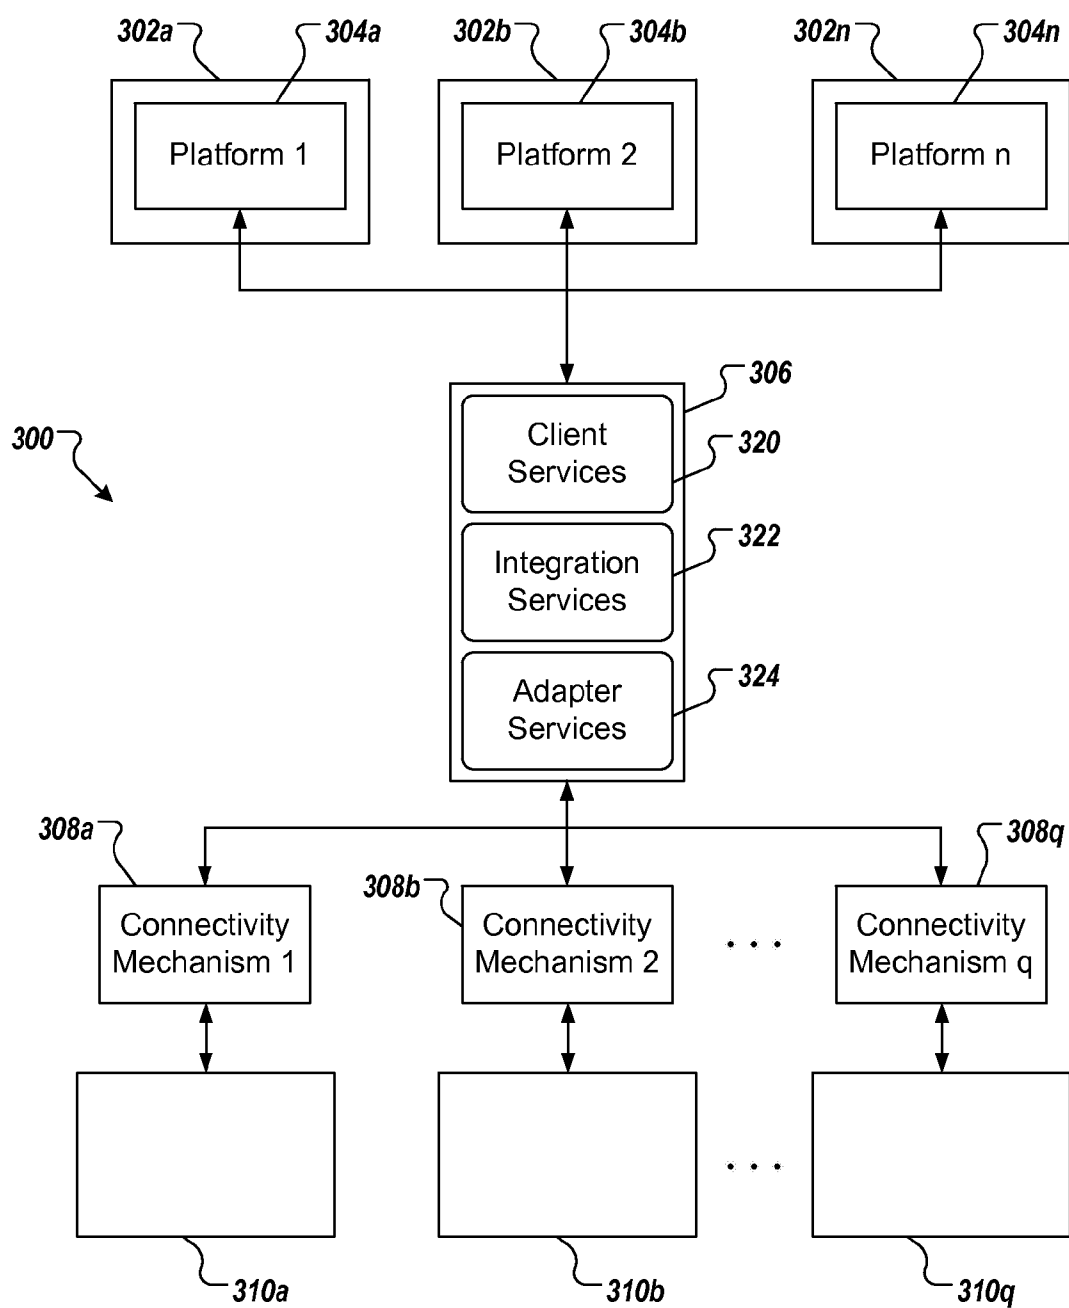 302a
304a
302b
304b
302n
304n
Platform 1
Platform 2
Platform n
306
300
Client
Services
320
Integration
Services
322
Adapter
Services
324
308a
308b
308q
Connectivity
Mechanism 1
Connectivity
Mechanism 2
. . .
Connectivity
Mechanism q
. . .
310a
310b
310q